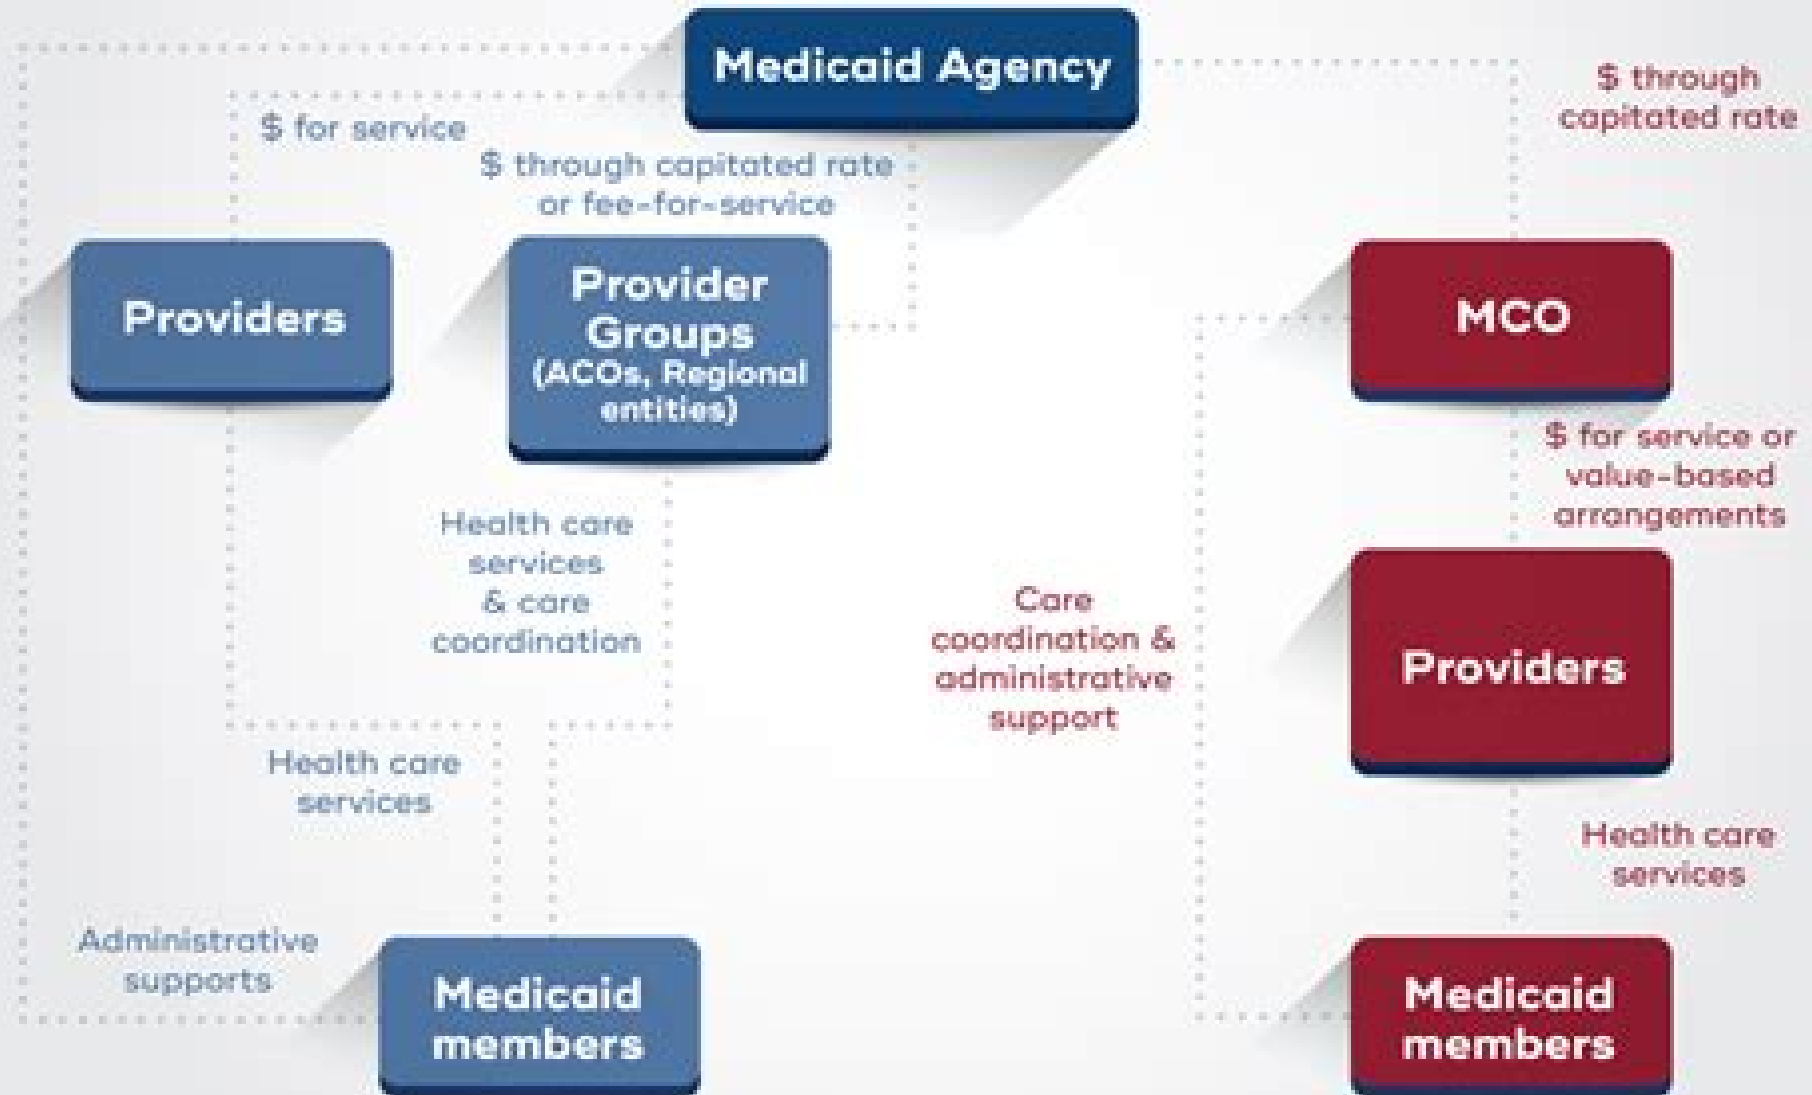 Medicaid Agency
$ through
capitated rate
$ for service
$ through capitated rate
or fee-for-service
Providers
Provider
Groups
(ACOs, Regional
entities)
MCO
$ for service or
value-based
arrangements
Health care
services
& care
coordination
Care
coordination &
administrative
support
Providers
Health care
services
Health care
services
Administrative
supports
Medicaid
members
Medicaid
members